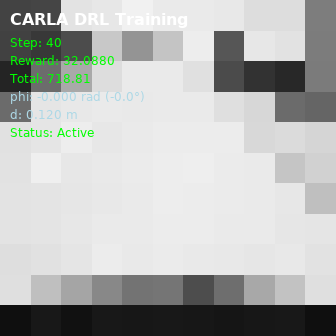 CARLA DRL Training
Step: 40
Reward: 22.0880
Total: 718.81
phi: -0.000 rad (-0.0°)
d: 0.120 m
Status: Active